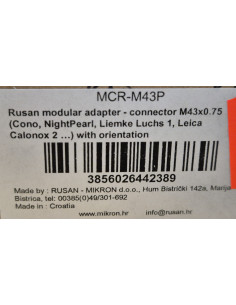 MCR-M43P
Rusan modular adapter - connector M43x0.75
(Cono, NightPearl, Liemke Luchs 1, Leica
Calonox 2 ...) with orientation
3856026442389
Made by : RUSAN - MIKRON d.o.o., Hum Bistrički 142a, Marija
Bistrica, tel: 00385(0)49/301-692
Made in : Croatia
www.mikron.hr info@rusan.hr